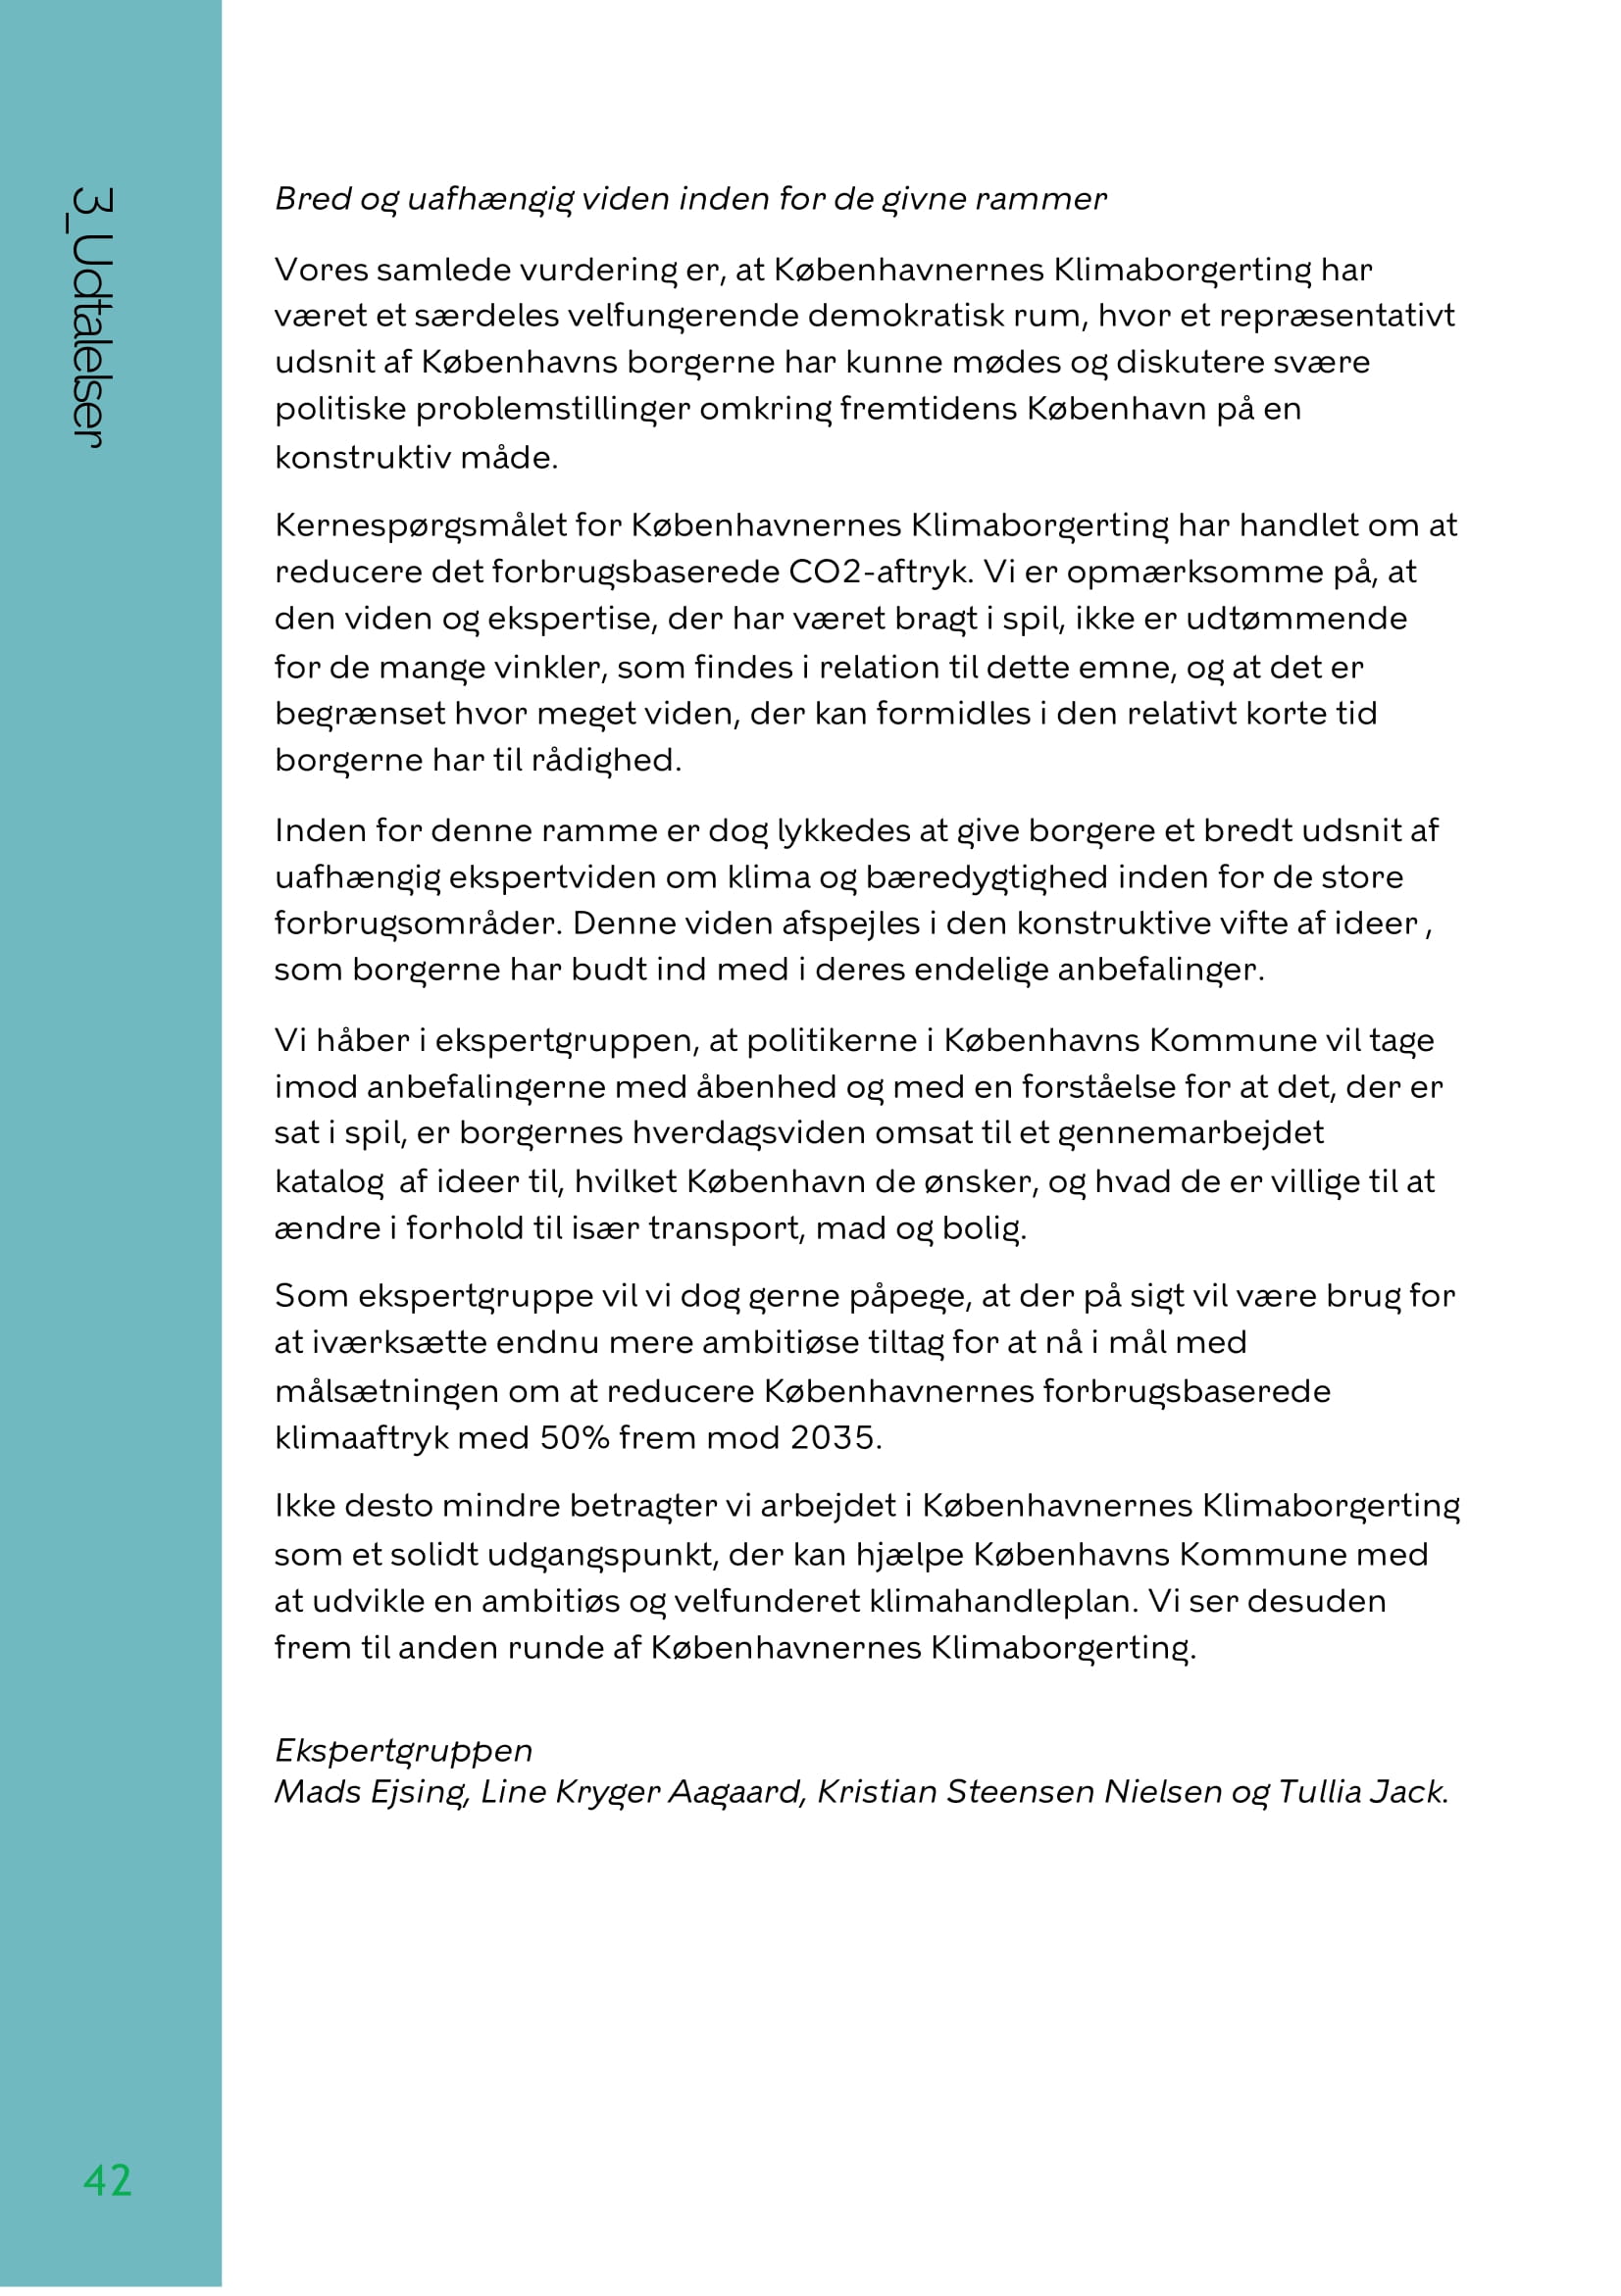 3_Udtalelser
Bred og uafhængig viden inden for de givne rammer
Vores samlede vurdering er, at Københavnernes Klimaborgerting har
været et særdeles velfungerende demokratisk rum, hvor et repræsentativt
udsnit af Københavns borgerne har kunne mødes og diskutere svære
politiske problemstillinger omkring fremtidens København på en
konstruktiv måde.
Kernespørgsmålet for Københavnernes Klimaborgerting har handlet om at
reducere det forbrugsbaserede CO2-aftryk. Vi er opmærksomme på, at
den viden og ekspertise, der har været bragt i spil, ikke er udtømmende
for de mange vinkler, som findes i relation til dette emne, og at det er
begrænset hvor meget viden, der kan formidles i den relativt korte tid
borgerne har til rådighed.
Inden for denne ramme er dog lykkedes at give borgere et bredt udsnit af
uafhængig ekspertviden om klima og bæredygtighed inden for de store
forbrugsområder. Denne viden afspejles i den konstruktive vifte af ideer ,
som borgerne har budt ind med i deres endelige anbefalinger.
Vi håber i ekspertgruppen, at politikerne i Københavns Kommune vil tage
imod anbefalingerne med åbenhed og med en forståelse for at det, der er
sat i spil, er borgernes hverdagsviden omsat til et gennemarbejdet
katalog  af ideer til, hvilket København de ønsker, og hvad de er villige til at
ændre i forhold til især transport, mad og bolig.
Som ekspertgruppe vil vi dog gerne påpege, at der på sigt vil være brug for
at iværksætte endnu mere ambitiøse tiltag for at nå i mål med
målsætningen om at reducere Københavnernes forbrugsbaserede
klimaaftryk med 50% frem mod 2035.
Ikke desto mindre betragter vi arbejdet i Københavnernes Klimaborgerting
som et solidt udgangspunkt, der kan hjælpe Københavns Kommune med
at udvikle en ambitiøs og velfunderet klimahandleplan. Vi ser desuden
frem til anden runde af Københavnernes Klimaborgerting.
Ekspertgruppen
Mads Ejsing, Line Kryger Aagaard, Kristian Steensen Nielsen og Tullia Jack.
42